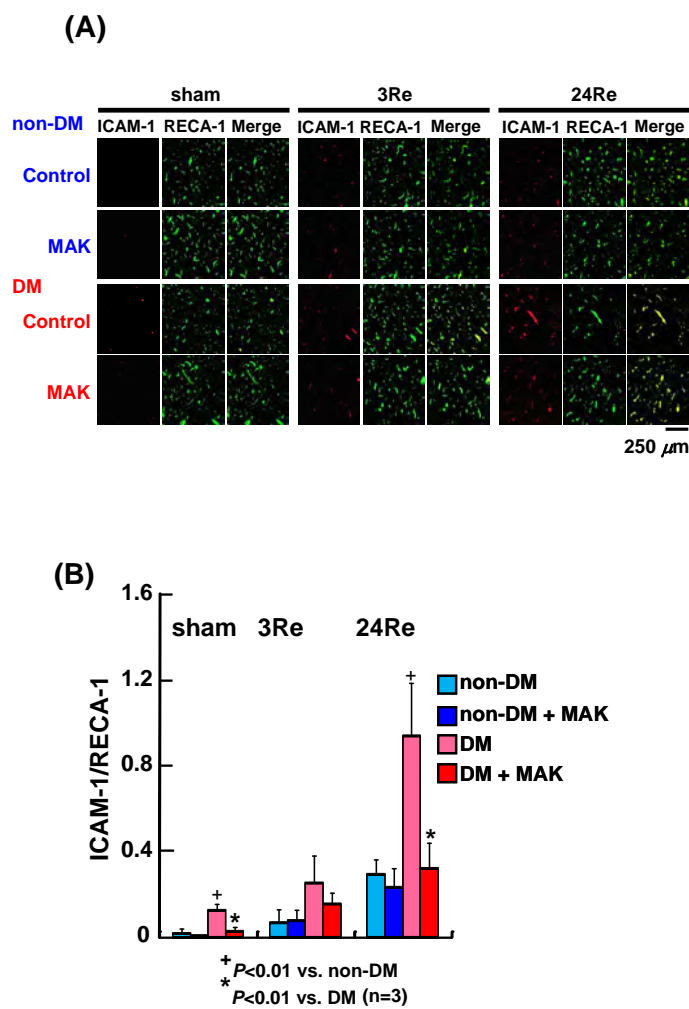 (A)
sham 3Re 24Re
non-DM ICAM-1 RECA-1 Merge ICAM-1 RECA-1 Merge ICAM-1 RECA-1 Merge
Control
MAK
DM
Control
MAK
250 μm
(B)
1.6
sham 3Re 24Re
1.2
non-DM
non-DM + MAK
DM
DM + MAK
0.8
0.4
0
ICAM-1/RECA-1
+
*
+
*
+ P<0.01 vs. non-DM
* P<0.01 vs. DM (n=3)